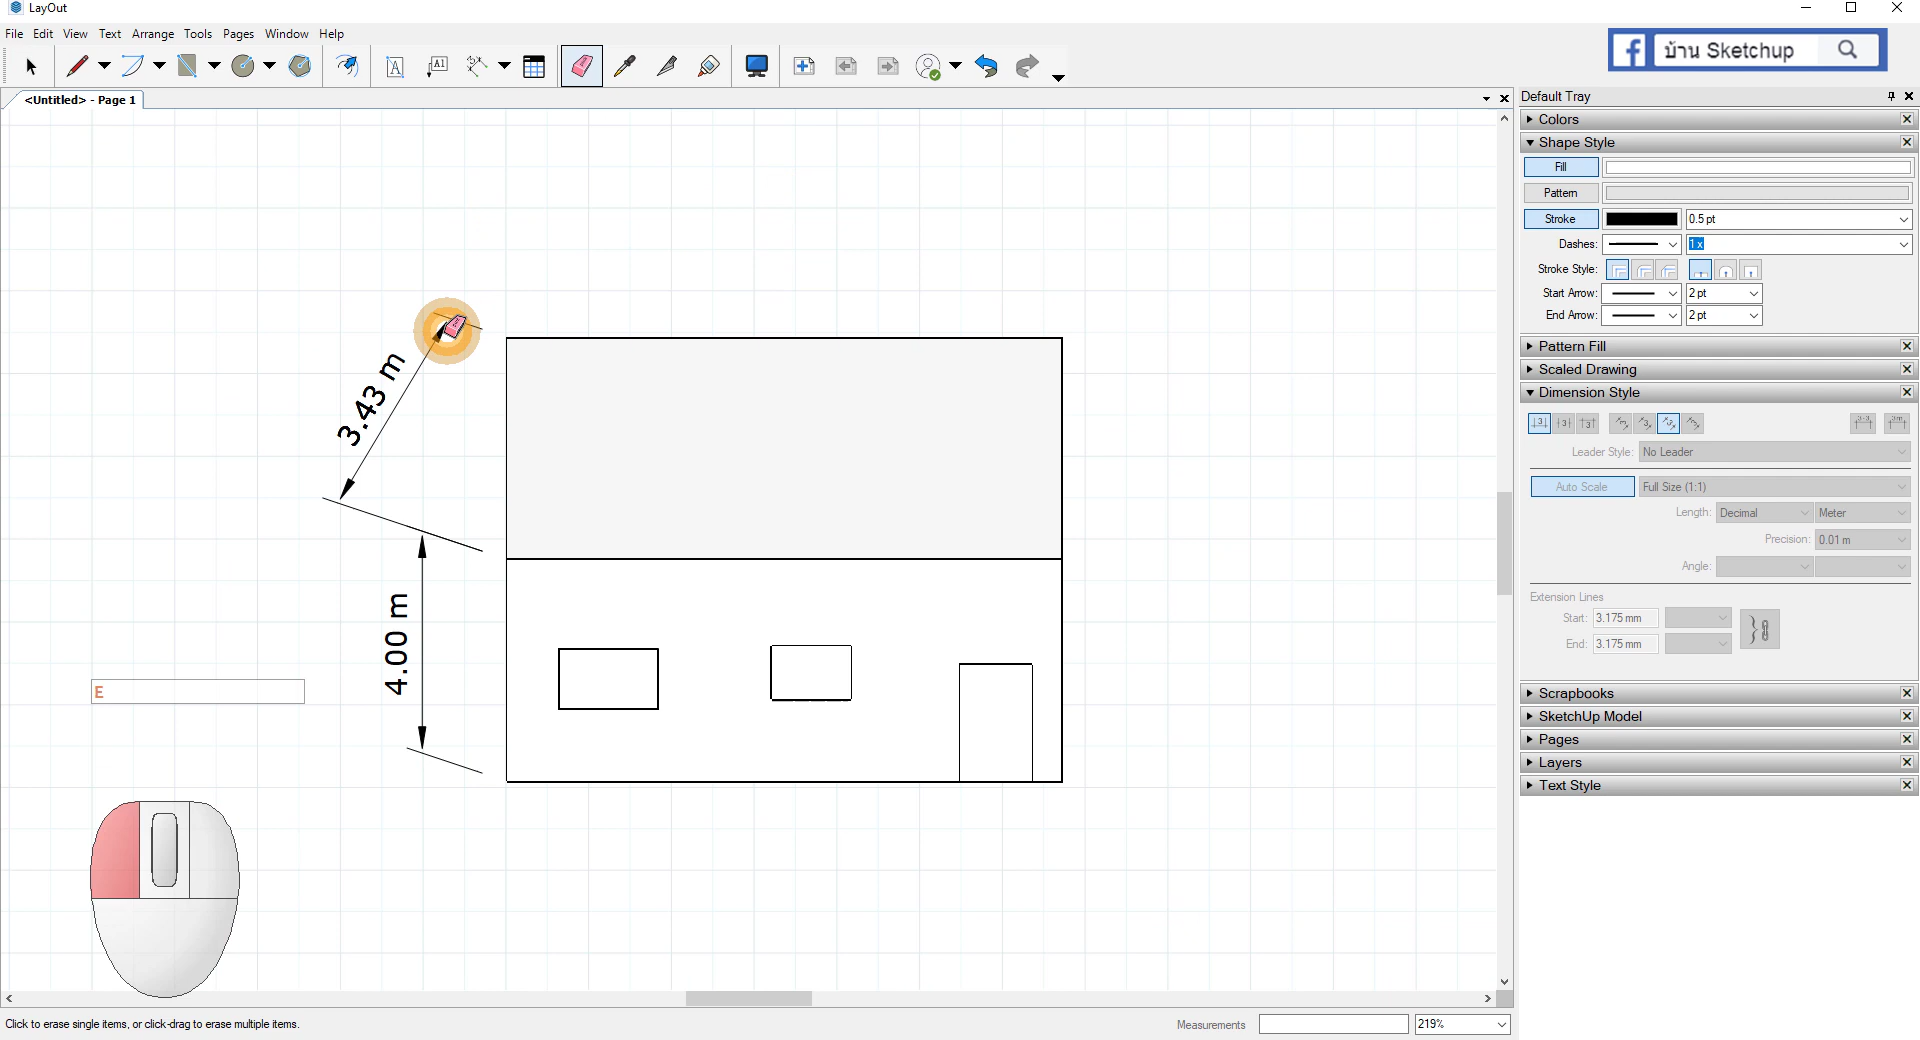 LayOut
File Edit View Text Arrange Tools Pages Window Help
บ้าน Sketchup
<Untitled> - Page 1
Default Tray
Colors
Shape Style
Fill
Pattern
Stroke 0.5 pt
Dashes: 1 x
Stroke Style:
Start Arrow: 2 pt
End Arrow: 2 pt
Pattern Fill
Scaled Drawing
Dimension Style
Leader Style: No Leader
Auto Scale Full Size (1:1)
Length: Decimal Meter
Precision: 0.01 m
Angle:
Extension Lines
Start: 3.175 mm
End: 3.175 mm
Scrapbooks
SketchUp Model
Pages
Layers
Text Style
3.43 m
4.00 m
E
Click to erase single items, or click-drag to erase multiple items.
Measurements 219%